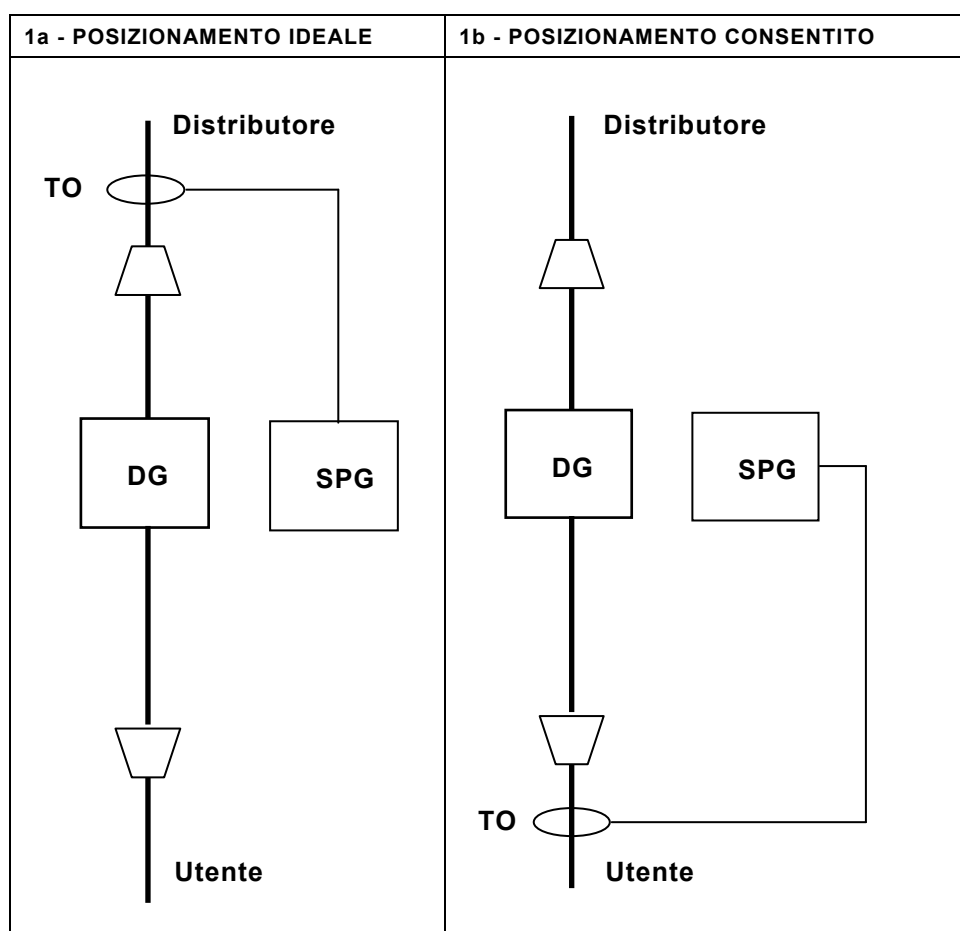 1a - POSIZIONAMENTO IDEALE
1b - POSIZIONAMENTO CONSENTITO
Distributore
TO
DG
SPG
Utente
Distributore
DG
SPG
TO
Utente